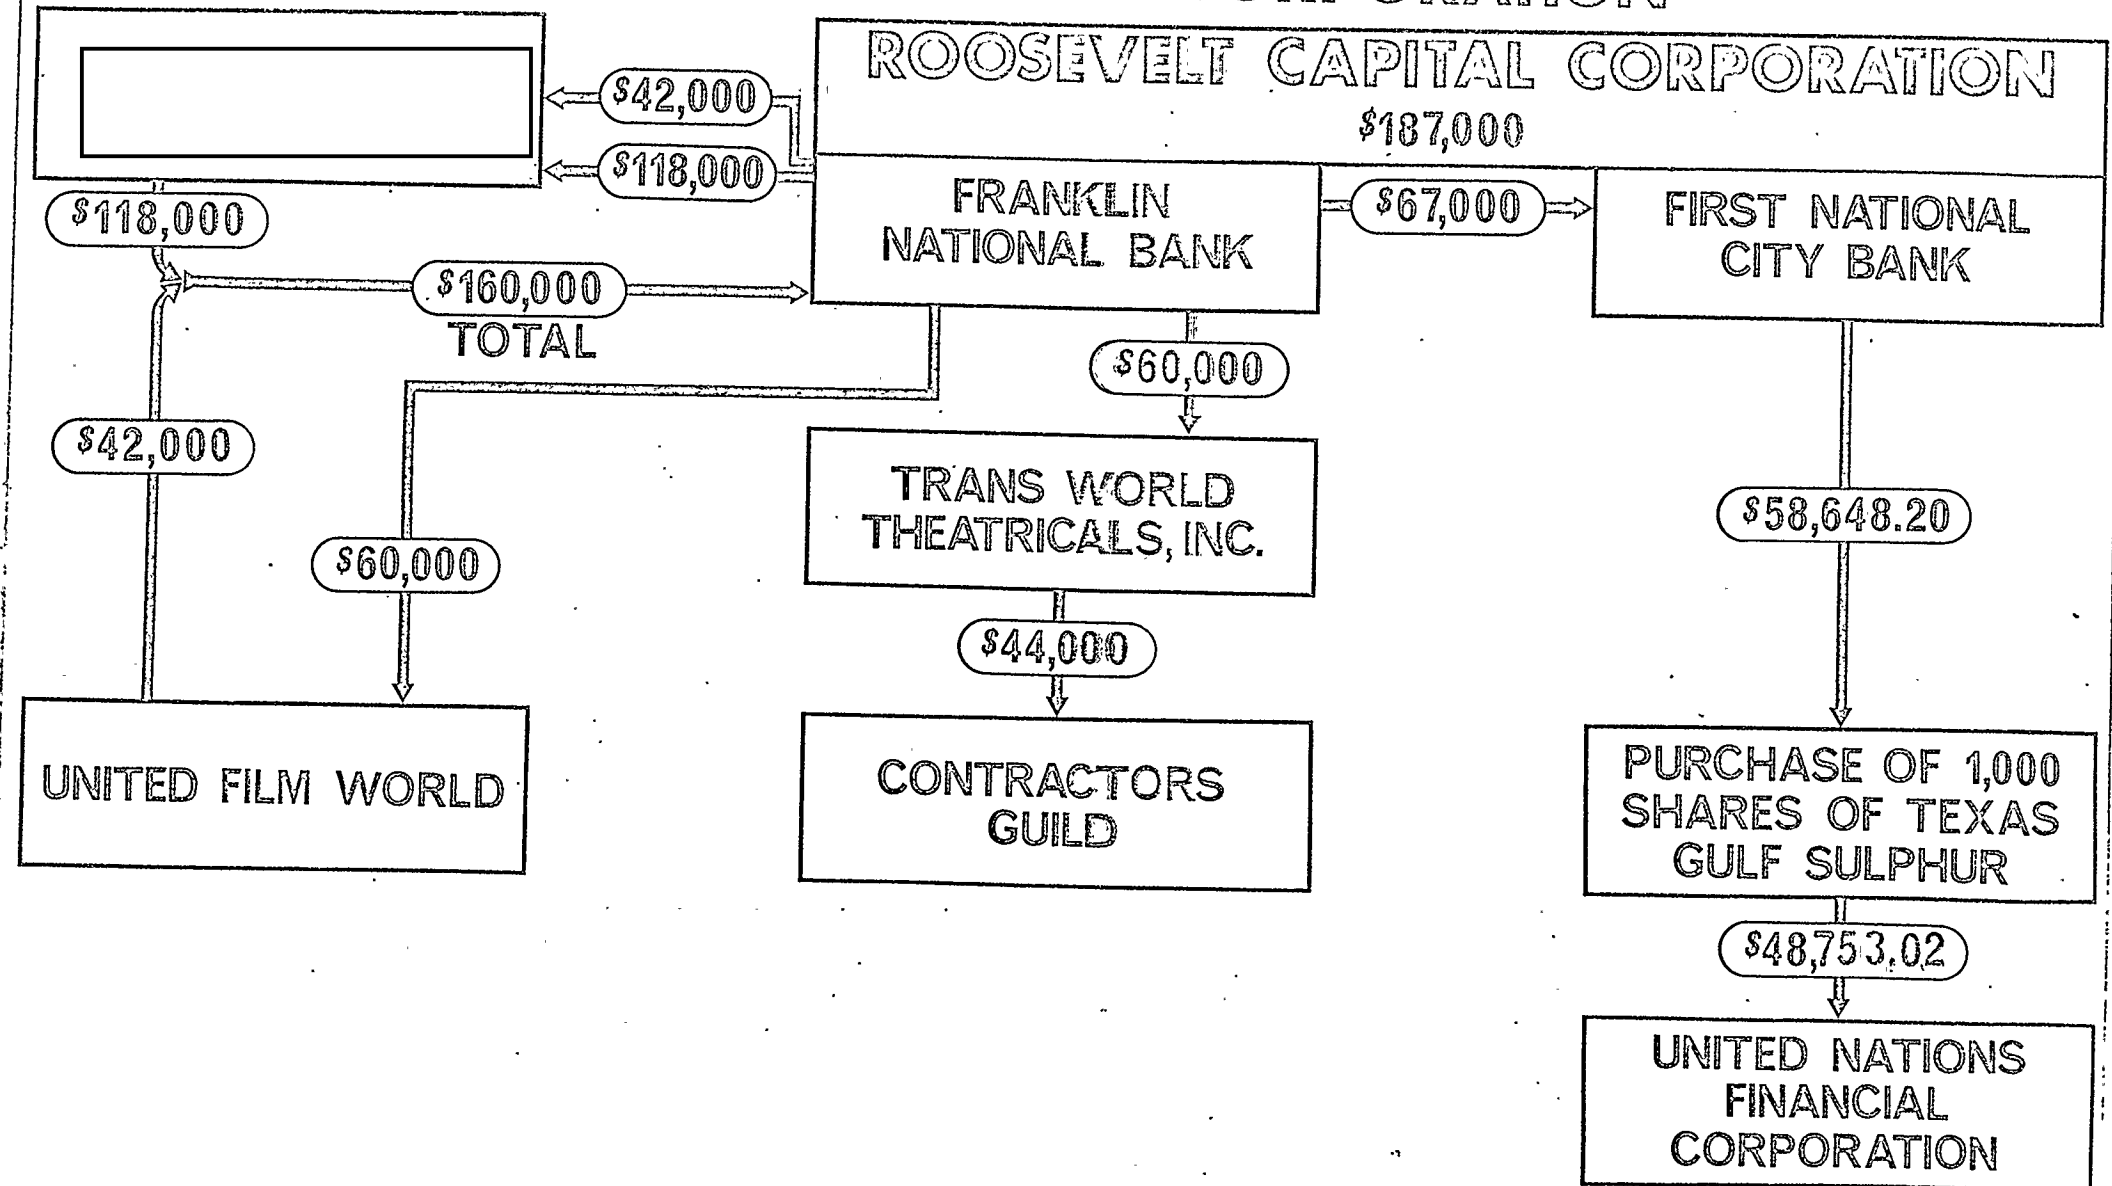 ROOSEVELT CAPITAL CORPORATION
$187,000
$42,000
$118,000
FRANKLIN
NATIONAL BANK
$67,000
FIRST NATIONAL
CITY BANK
$118,000
$160,000
TOTAL
$60,000
$42,000
TRANS WORLD
THEATRICALS, INC.
$58,648.20
$60,000
$44,000
UNITED FILM WORLD
CONTRACTORS
GUILD
PURCHASE OF 1,000
SHARES OF TEXAS
GULF SULPHUR
$48,753.02
UNITED NATIONS
FINANCIAL
CORPORATION